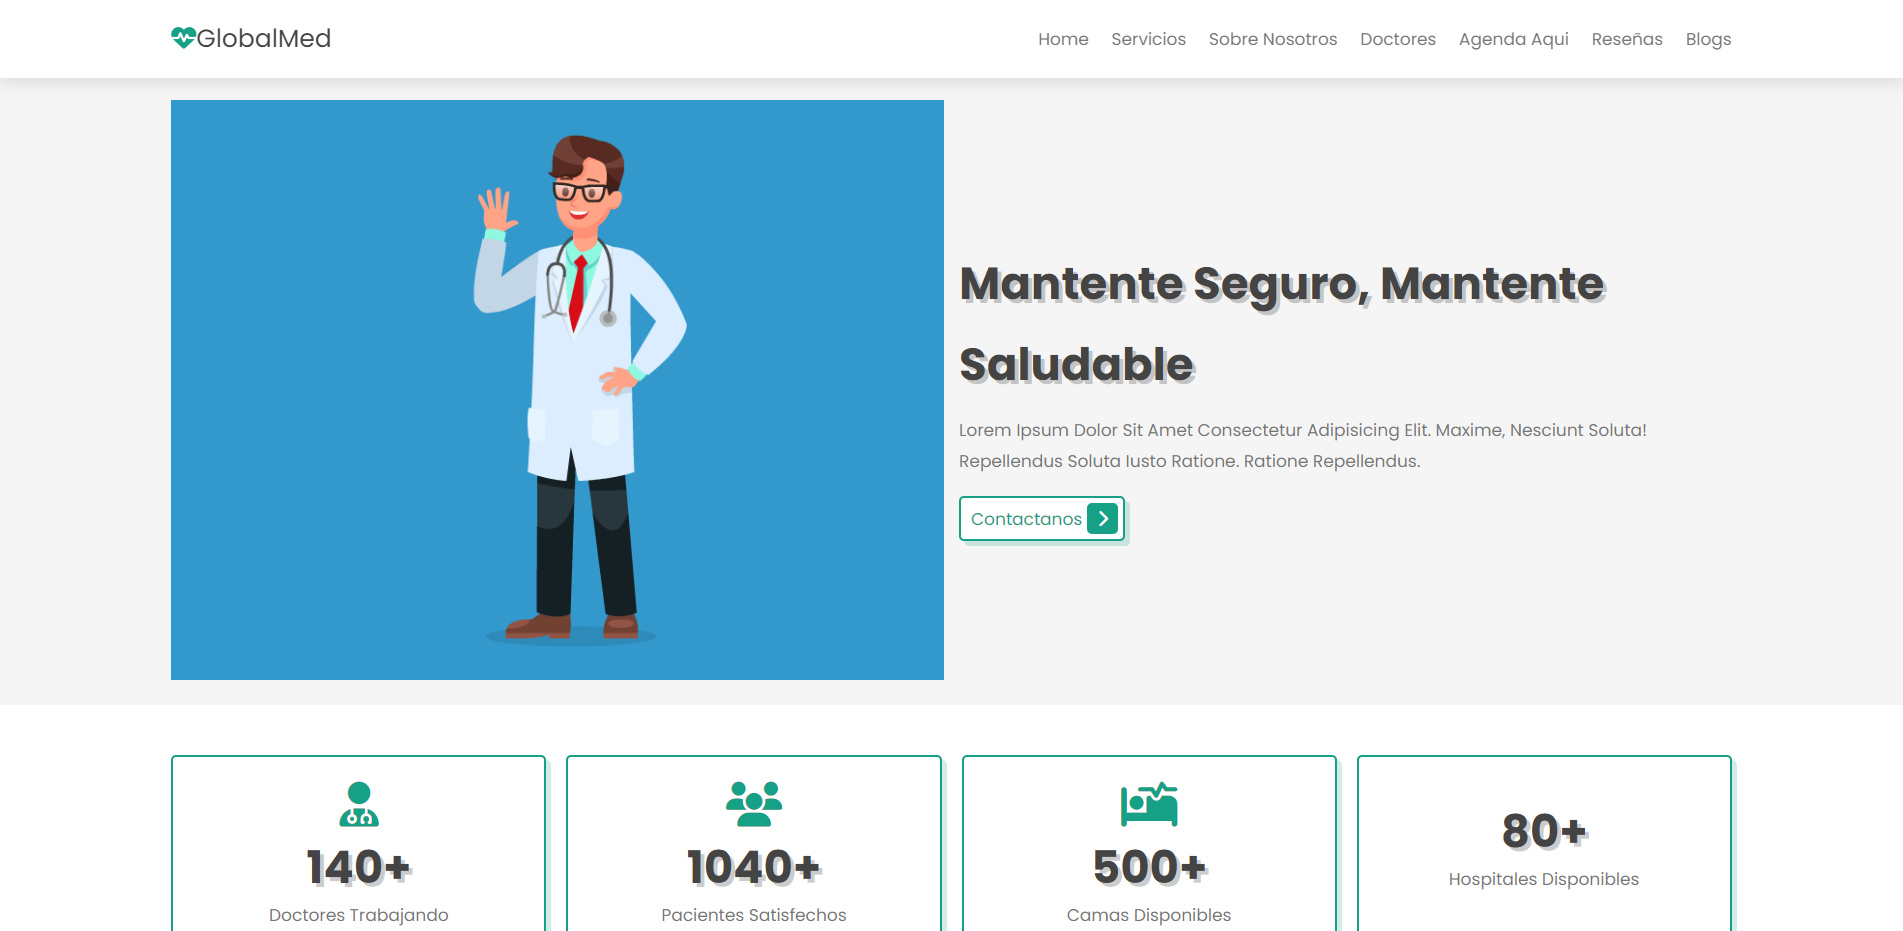 GlobalMed
Home Servicios Sobre Nosotros Doctores Agenda Aqui Reseñas Blogs
Mantente Seguro, Mantente
Saludable
Lorem Ipsum Dolor Sit Amet Consectetur Adipisicing Elit. Maxime, Nesciunt Soluta!
Repellendus Soluta Iusto Ratione. Ratione Repellendus.
Contactanos
140+
Doctores Trabajando
1040+
Pacientes Satisfechos
500+
Camas Disponibles
80+
Hospitales Disponibles